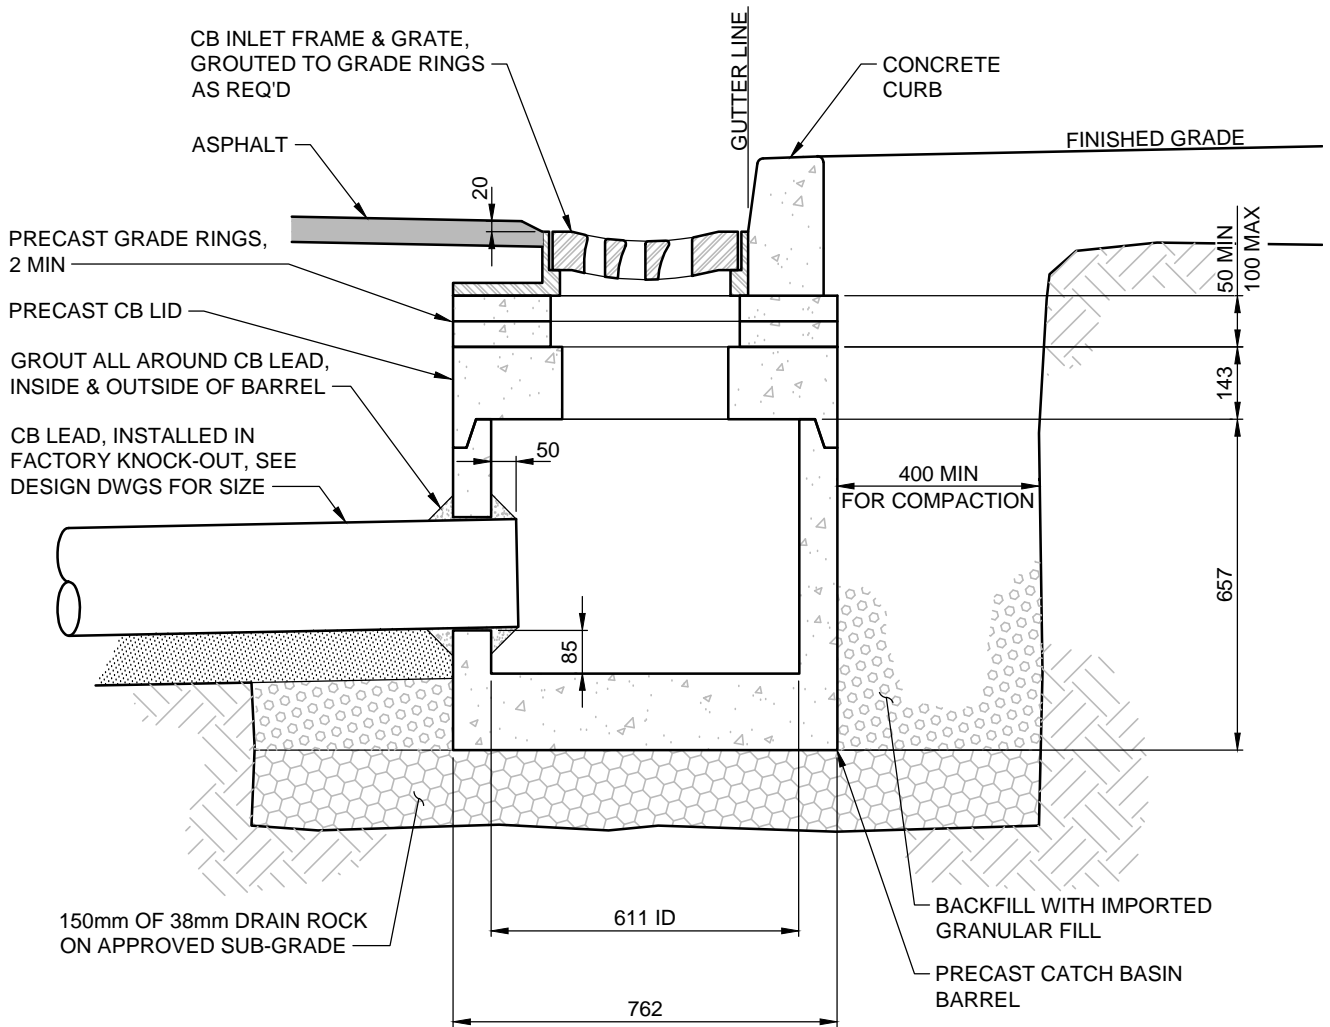 CB INLET FRAME & GRATE,
GROUTED TO GRADE RINGS
AS REQ'D
ASPHALT
GUTTER LINE
CONCRETE
CURB
FINISHED GRADE
20
PRECAST GRADE RINGS,
2 MIN
PRECAST CB LID
GROUT ALL AROUND CB LEAD,
INSIDE & OUTSIDE OF BARREL
CB LEAD, INSTALLED IN
FACTORY KNOCK-OUT, SEE
DESIGN DWGS FOR SIZE
50 MIN
100 MAX
143
50
400 MIN
FOR COMPACTION
657
85
150mm OF 38mm DRAIN ROCK
ON APPROVED SUB-GRADE
611 ID
762
BACKFILL WITH IMPORTED
GRANULAR FILL
PRECAST CATCH BASIN
BARREL